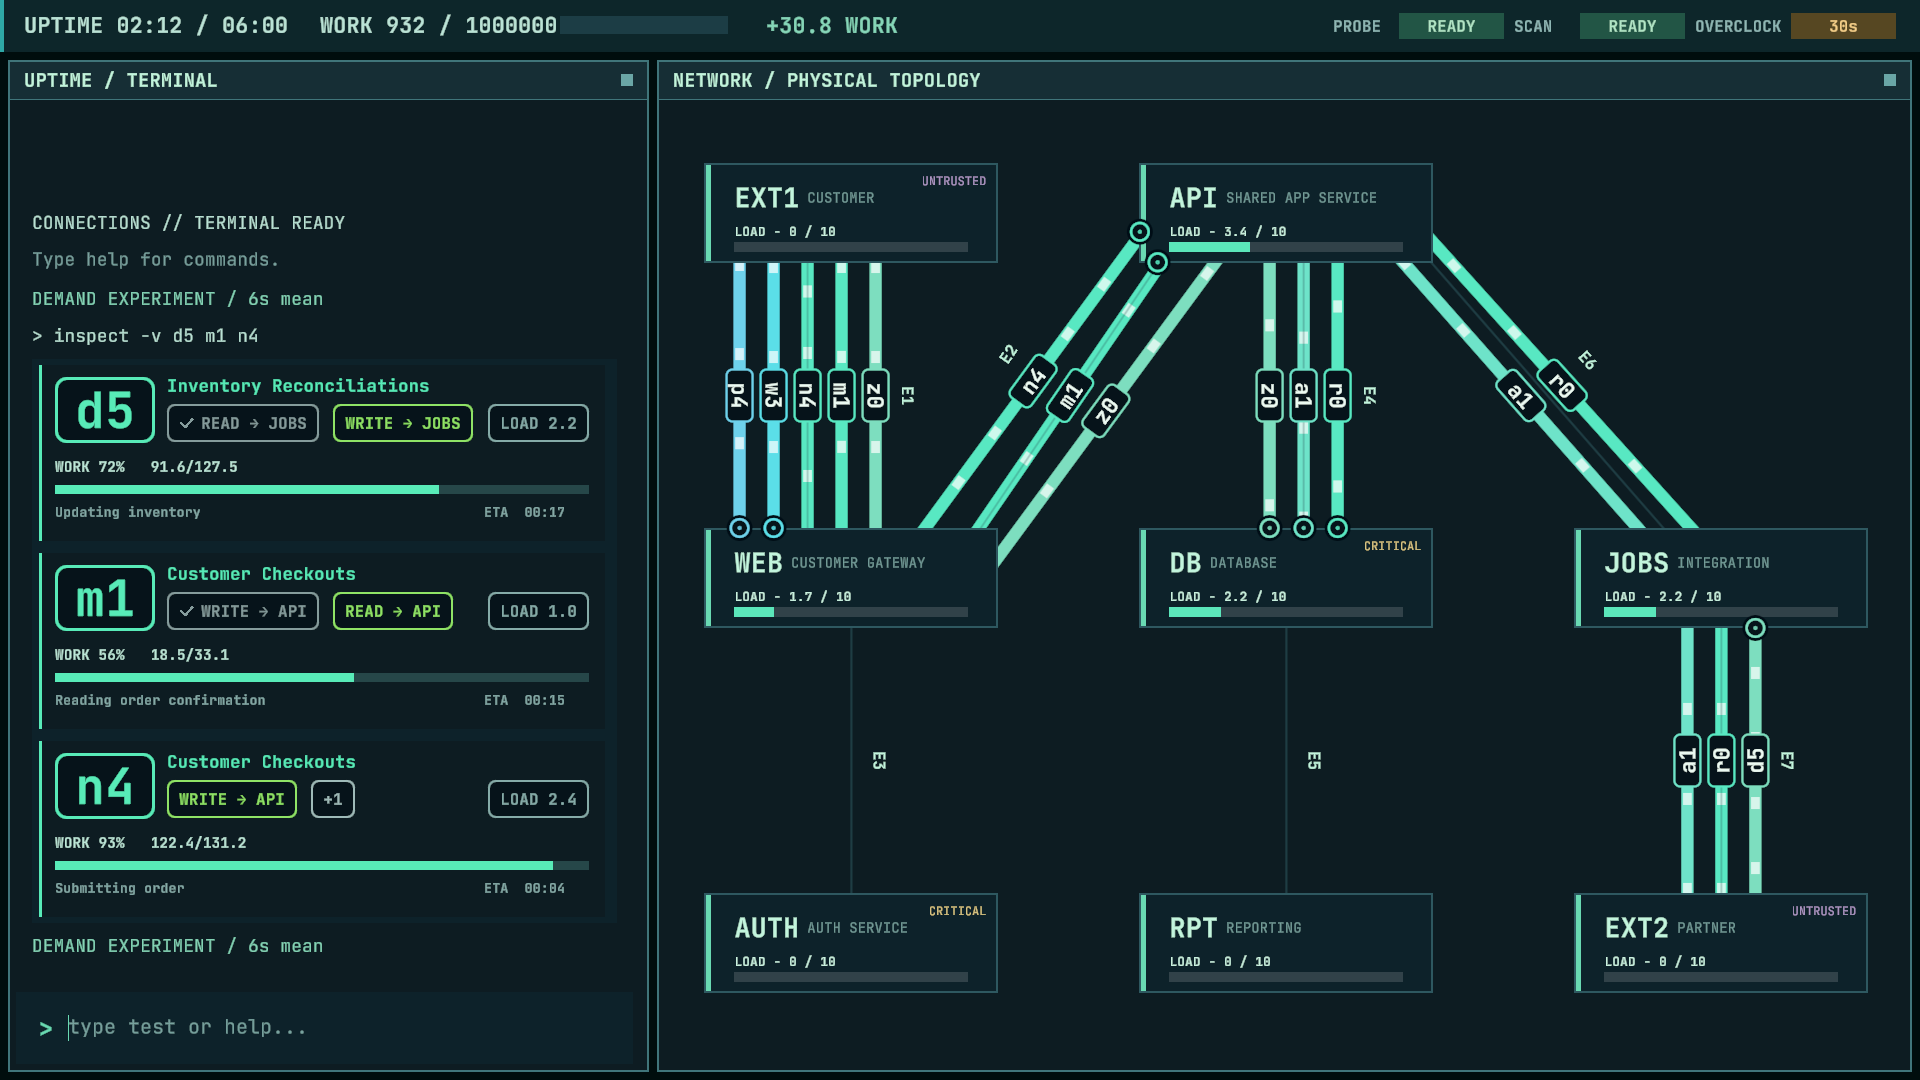 UPTIME 02:12 / 06:00 WORK 932 / 1000000 +30.8 WORK PROBE READY SCAN READY OVERCLOCK 30s
UPTIME / TERMINAL
CONNECTIONS // TERMINAL READY
Type help for commands.
DEMAND EXPERIMENT / 6s mean
> inspect -v d5 m1 n4
d5
Inventory Reconciliations
✓ READ → JOBS WRITE → JOBS LOAD 2.2
WORK 72% 91.6/127.5
Updating inventory ETA 00:17
m1
Customer Checkouts
✓ WRITE → API READ → API LOAD 1.0
WORK 56% 18.5/33.1
Reading order confirmation ETA 00:15
n4
Customer Checkouts
WRITE → API +1 LOAD 2.4
WORK 93% 122.4/131.2
Submitting order ETA 00:04
DEMAND EXPERIMENT / 6s mean
> type test or help...
NETWORK / PHYSICAL TOPOLOGY
UNTRUSTED
EXT1 CUSTOMER
LOAD - 0 / 10
API SHARED APP SERVICE
LOAD - 3.4 / 10
p4 w3 n4 m1 z0 E1
E2 n4 m1 z0
z0 a1 r0 E4
a1 r0 E6
WEB CUSTOMER GATEWAY
LOAD - 1.7 / 10
CRITICAL
DB DATABASE
LOAD - 2.2 / 10
JOBS INTEGRATION
LOAD - 2.2 / 10
E3
E5
a1 r0 d5 E7
CRITICAL
AUTH AUTH SERVICE
LOAD - 0 / 10
RPT REPORTING
LOAD - 0 / 10
UNTRUSTED
EXT2 PARTNER
LOAD - 0 / 10